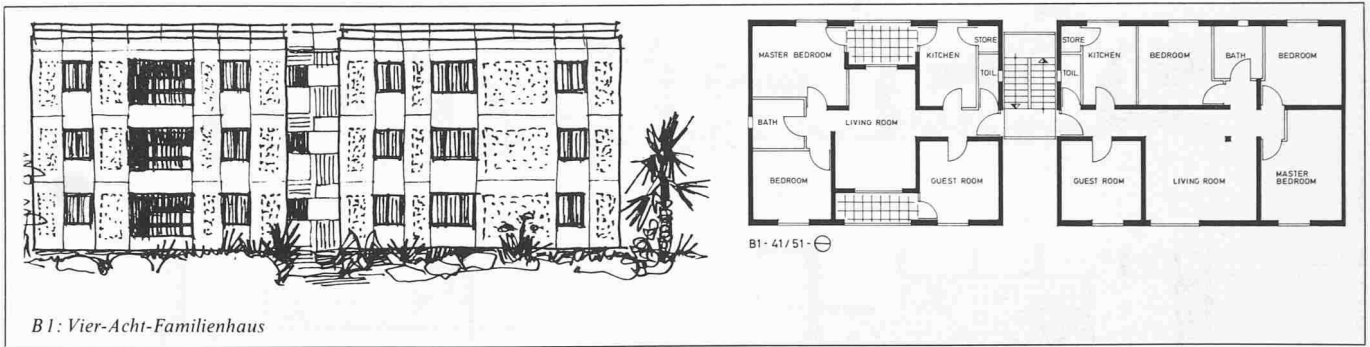 MASTER BEDROOM
KITCHEN
STORE
TOIL.
BATH
LIVING ROOM
BEDROOM
GUEST ROOM
STORE
TOIL.
KITCHEN
BEDROOM
BATH
BEDROOM
GUEST ROOM
LIVING ROOM
MASTER
BEDROOM
B1 - 41 / 51 -
B1: Vier-Acht-Familienhaus